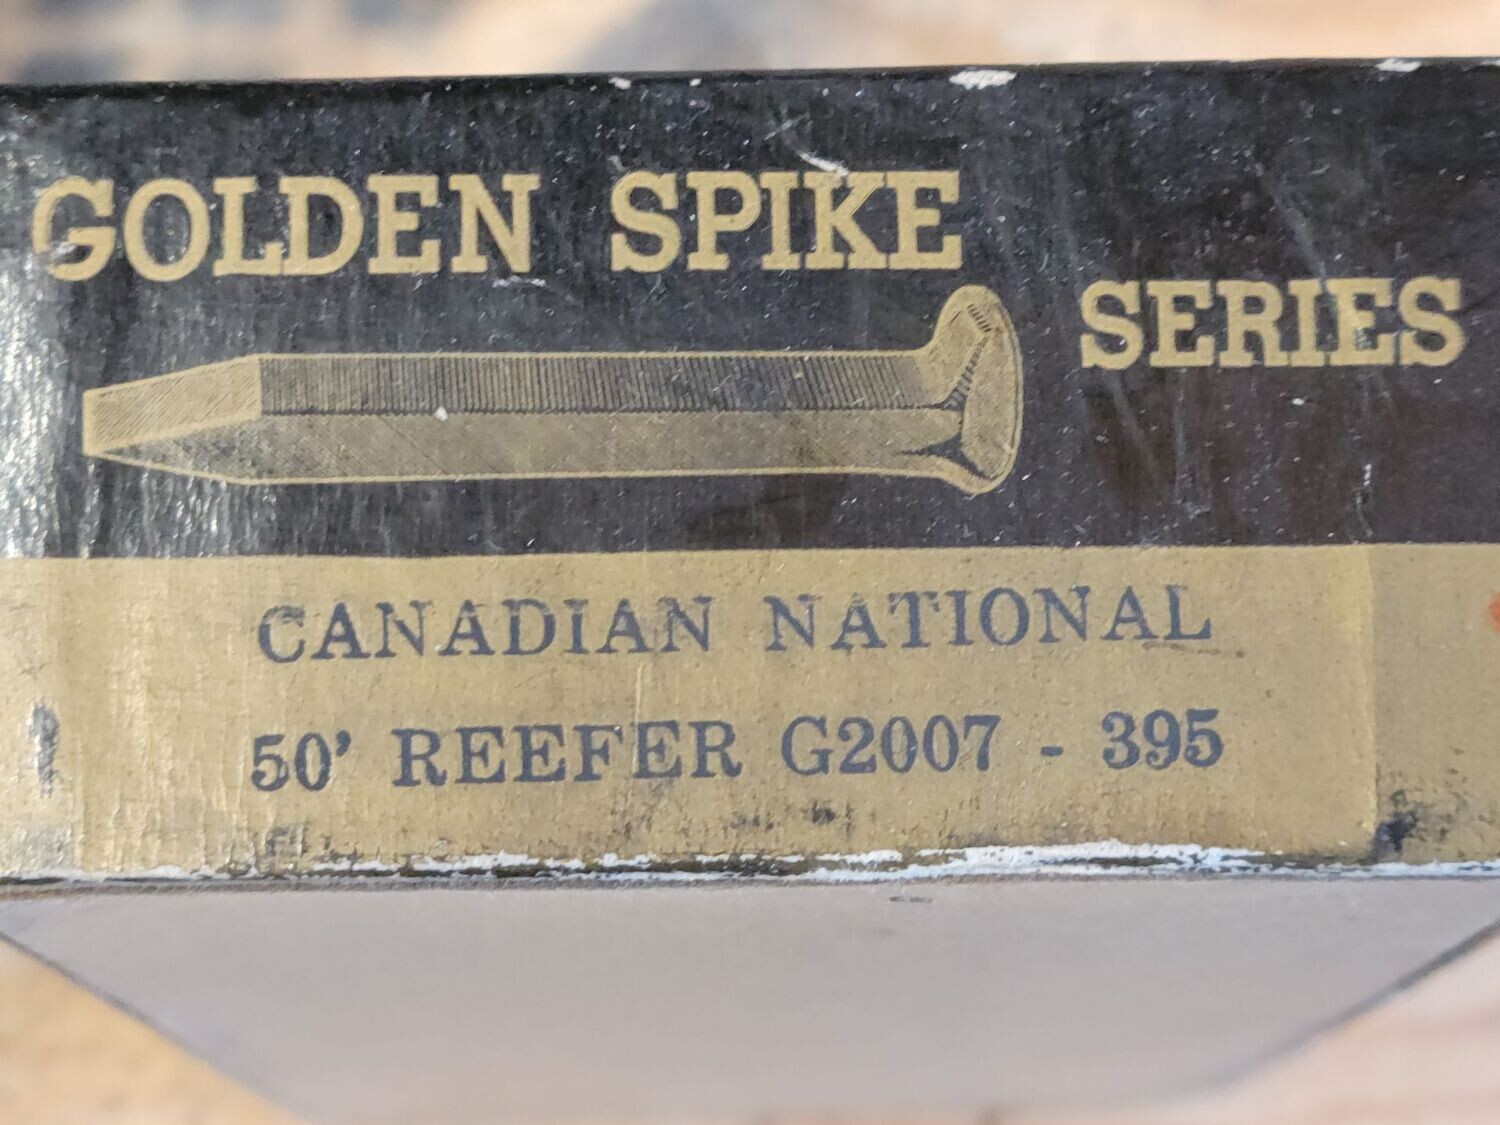 GOLDEN SPIKE
SERIES
CANADIAN NATIONAL
50' REEFER G2007 - 395